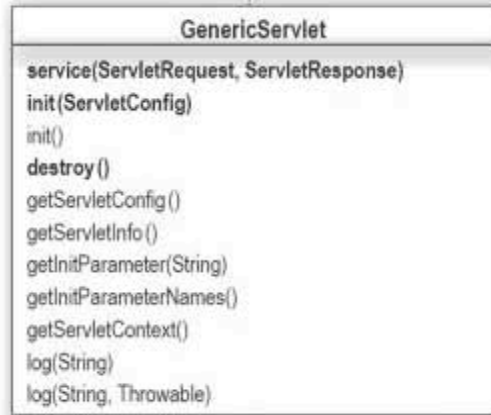 GenericServlet
service(ServletRequest, ServletResponse)
init(ServletConfig)
init()
destroy()
getServletConfig()
getServletInfo()
getInitParameter(String)
getInitParameterNames()
getServletContext()
log(String)
log(String, Throwable)